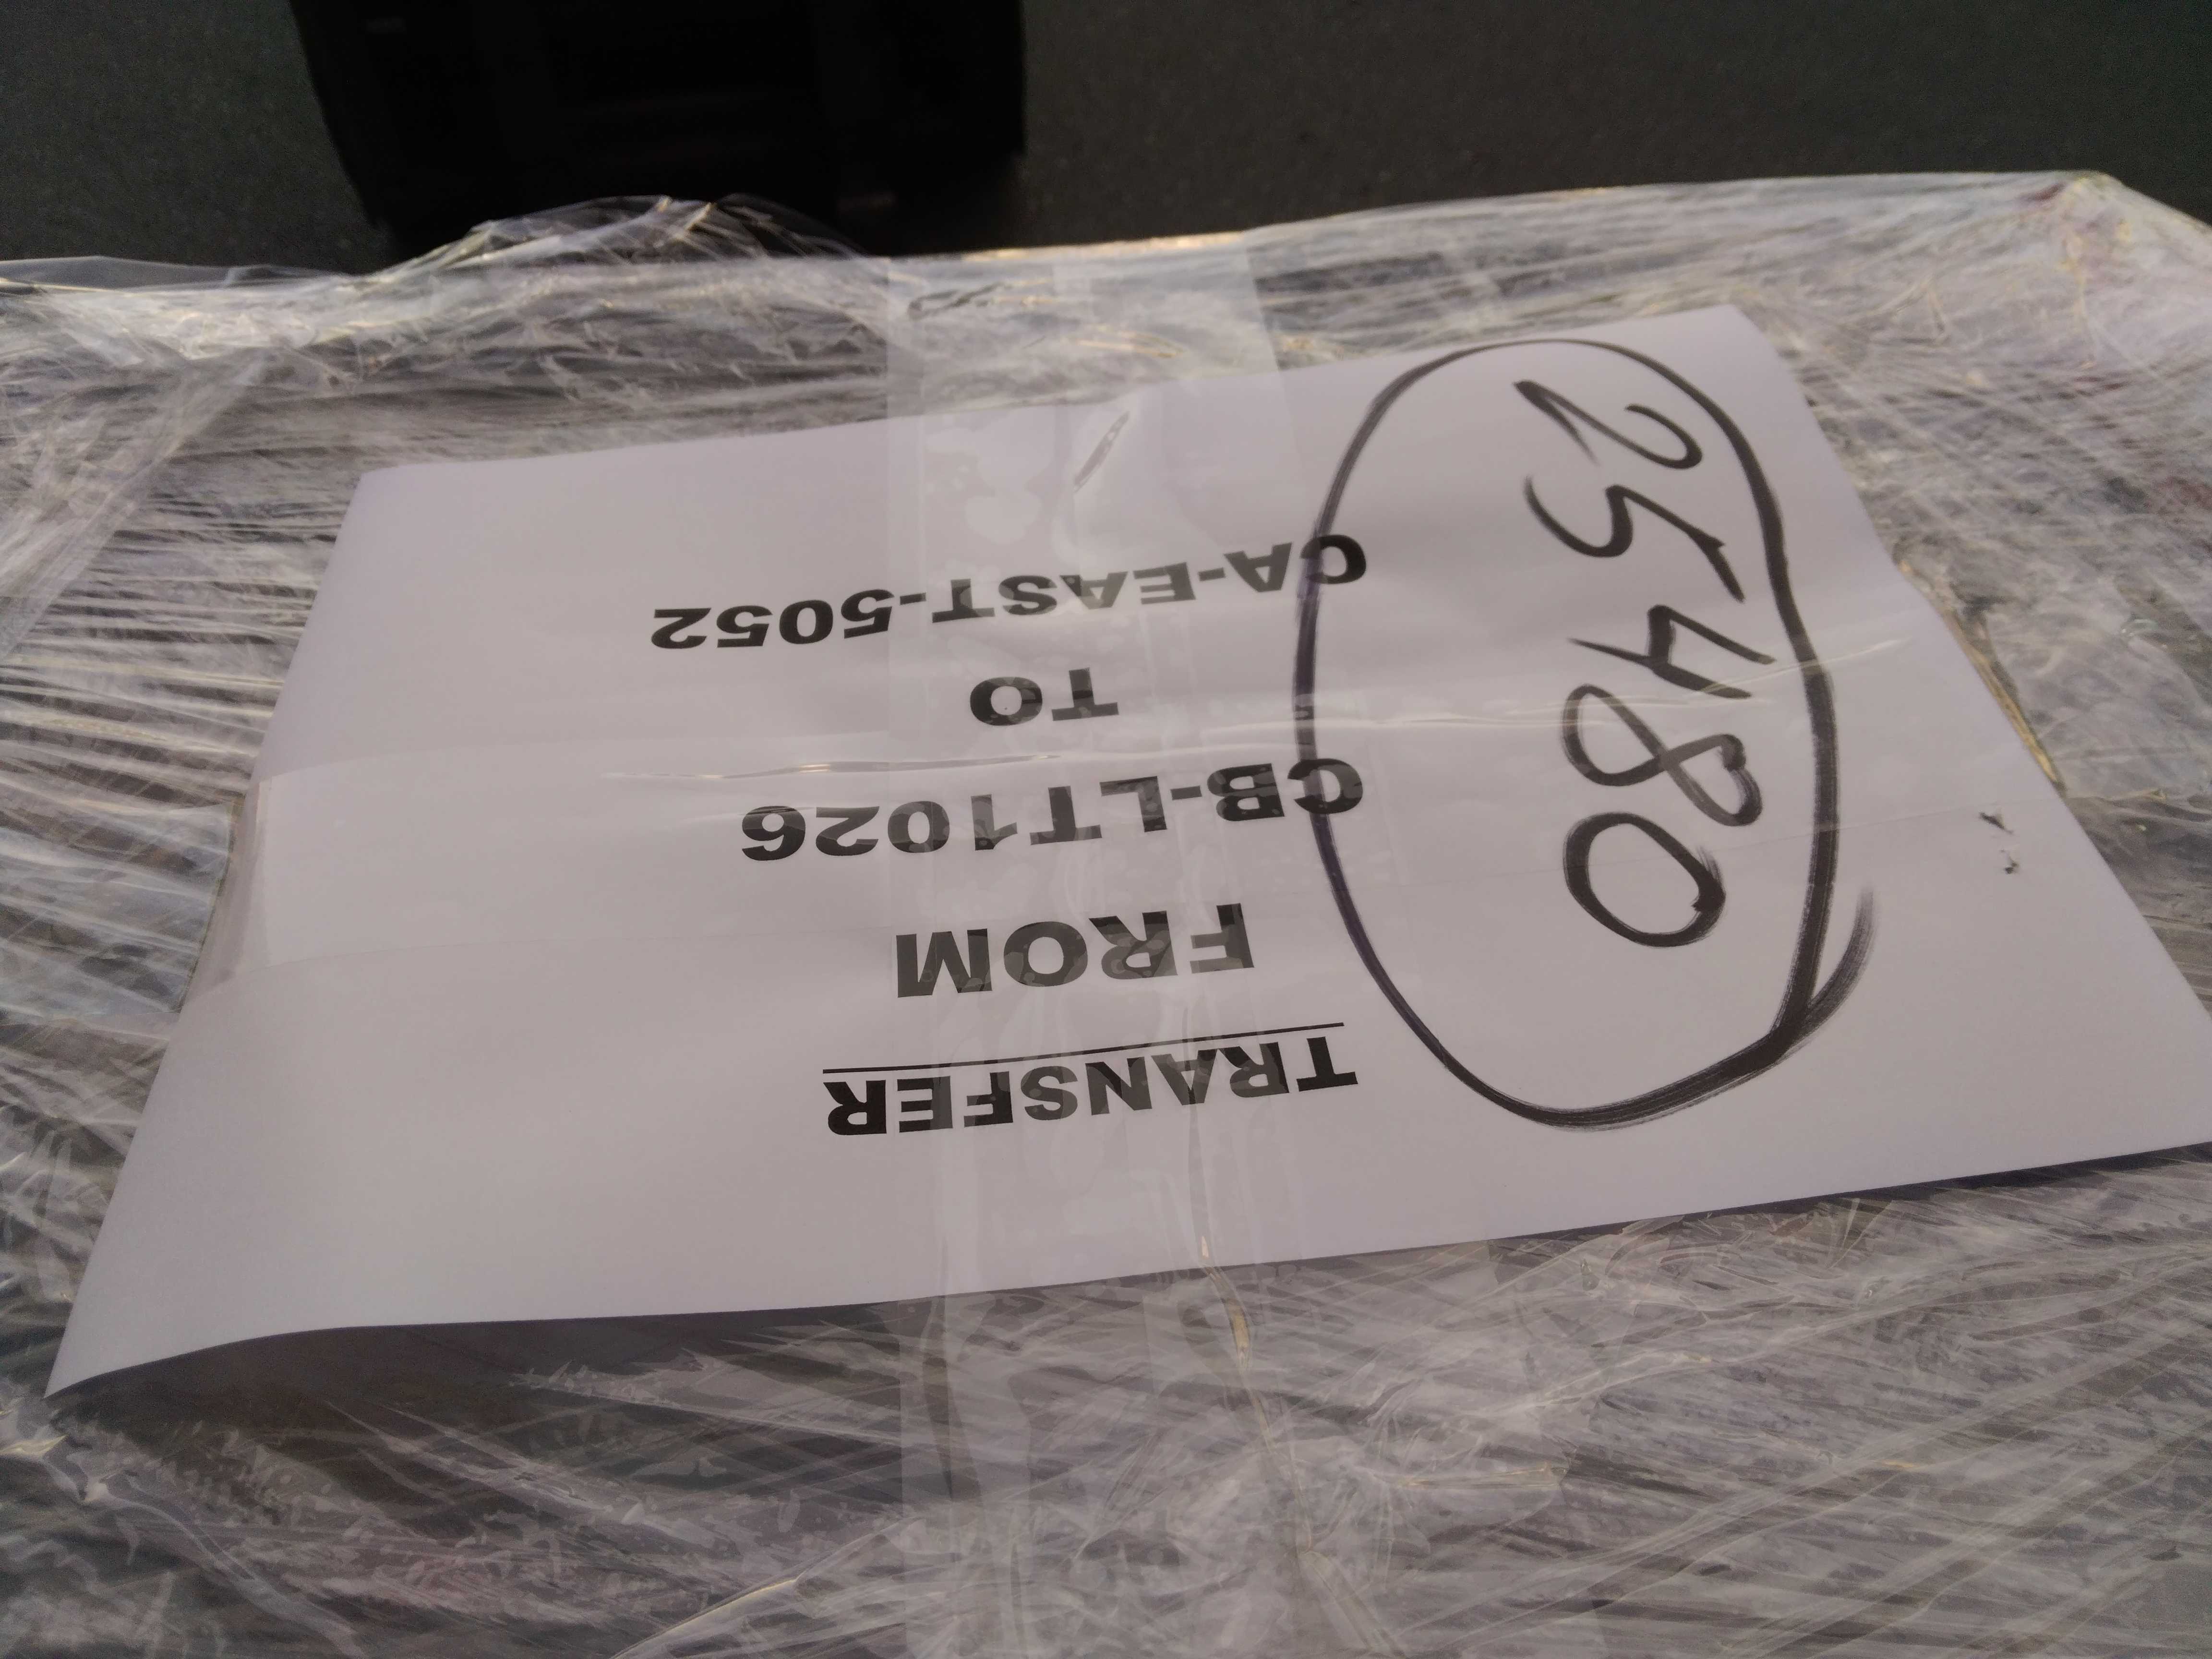 TRANSFER
FROM
CB-LT1026
TO
CA-EAST-5052
25480